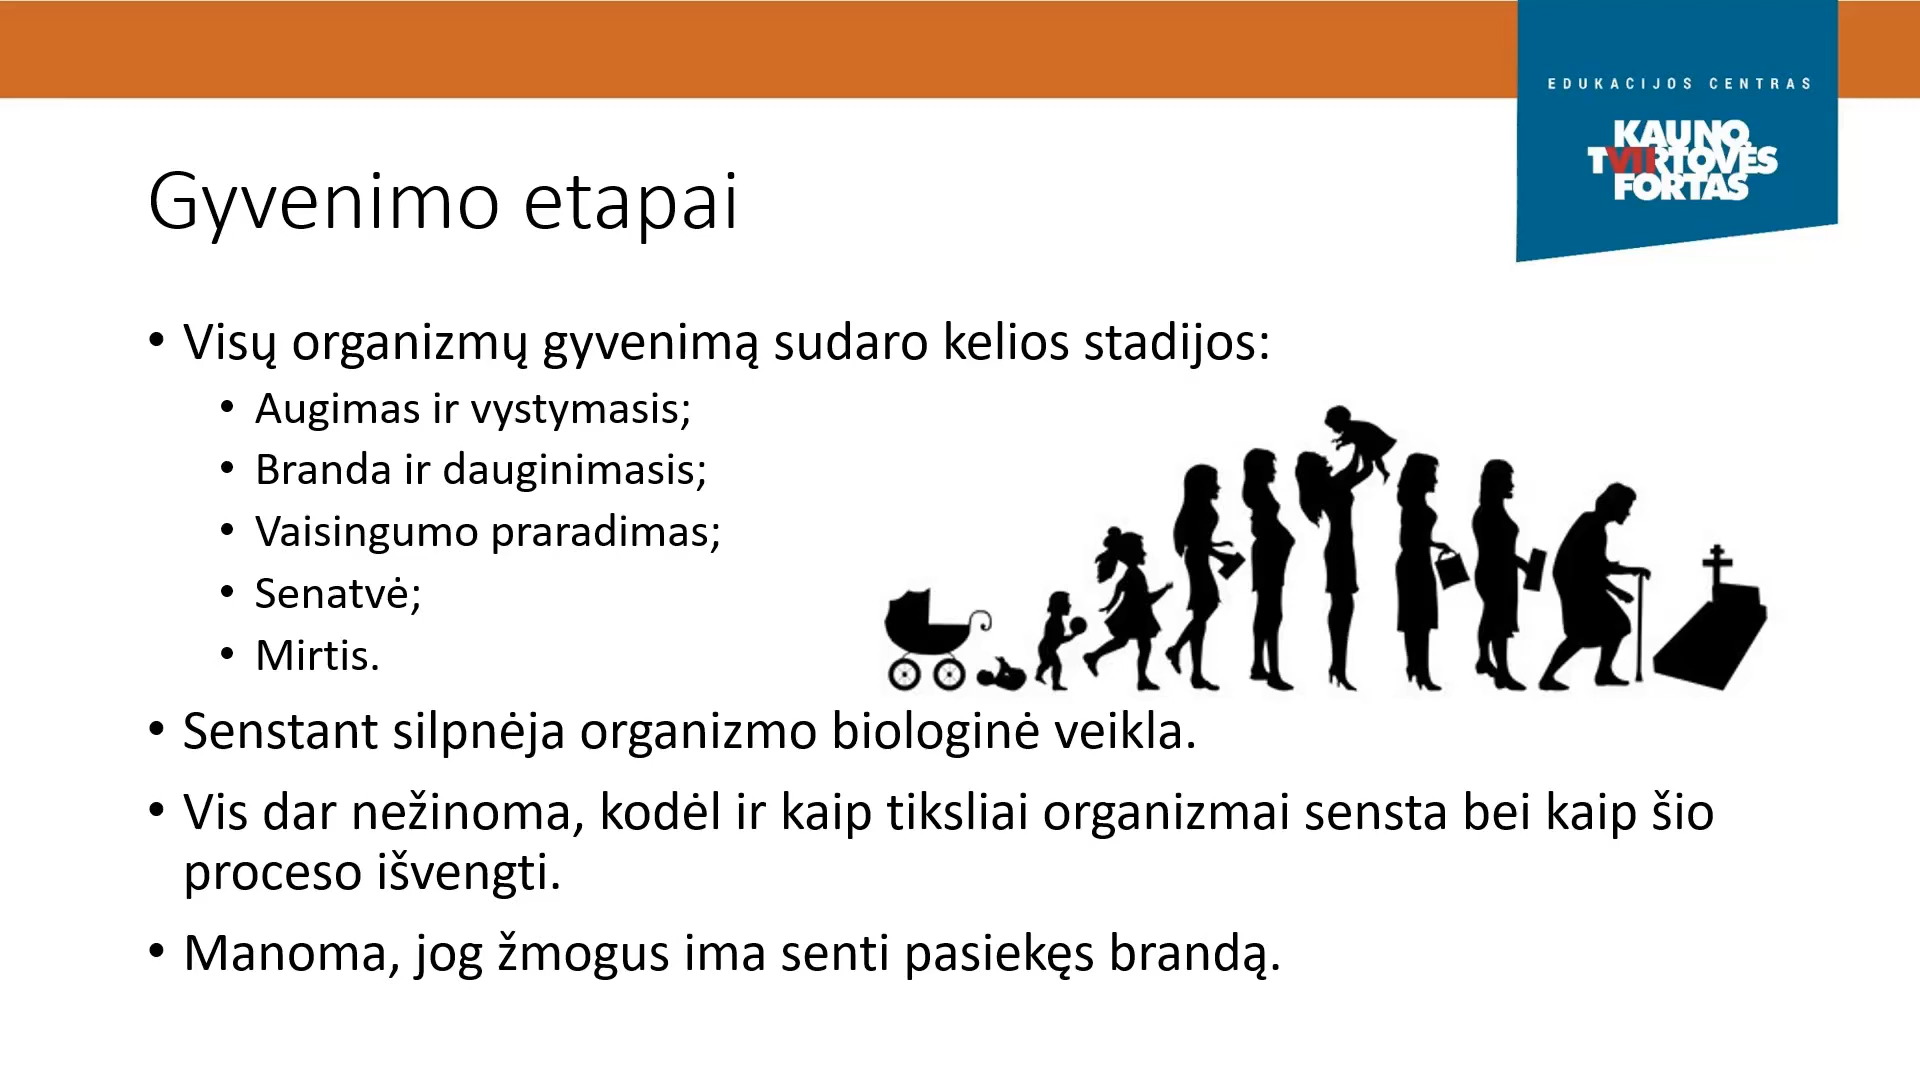 EDUKACIJOS CENTRAS
KAUNO
TVIIRTOVĖS
FORTAS
Gyvenimo etapai
• Visų organizmų gyvenimą sudaro kelios stadijos:
• Augimas ir vystymasis;
• Branda ir dauginimasis;
• Vaisingumo praradimas;
• Senatvė;
• Mirtis.
• Senstant silpnėja organizmo biologinė veikla.
• Vis dar nežinoma, kodėl ir kaip tiksliai organizmai sensta bei kaip šio
proceso išvengti.
• Manoma, jog žmogus ima senti pasiekęs brandą.